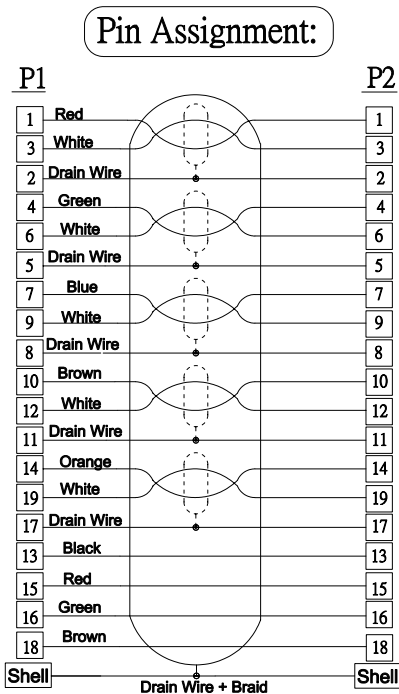 Pin Assignment:
P1 P2
1 Red 1
3 White 3
2 Drain Wire 2
4 Green 4
6 White 6
5 Drain Wire 5
7 Blue 7
9 White 9
8 Drain Wire 8
10 Brown 10
12 White 12
11 Drain Wire 11
14 Orange 14
19 White 19
17 Drain Wire 17
13 Black 13
15 Red 15
16 Green 16
18 Brown 18
Shell Shell
Drain Wire + Braid